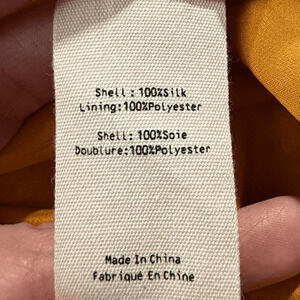 Shell : 100%Silk
Lining:100%Polyester
Shell: 100%Soie
Doublure:100%Polyester
Made In China
Fabriqué En Chine